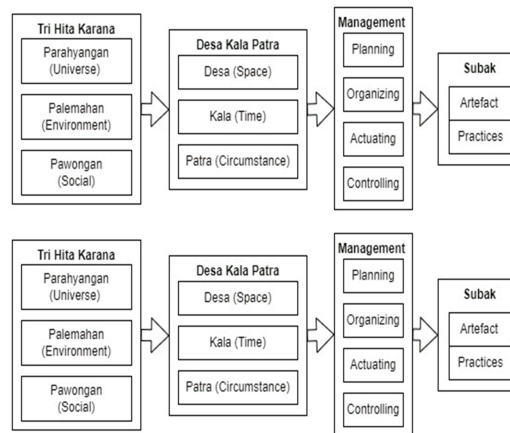 Tri Hita Karana
Parahyangan
(Universe)
Palemahan
(Environment)
Pawongan
(Social)
Desa Kala Patra
Desa (Space)
Kala (Time)
Patra (Circumstance)
Management
Planning
Organizing
Actuating
Controlling
Subak
Artefact
Practices
Tri Hita Karana
Parahyangan
(Universe)
Palemahan
(Environment)
Pawongan
(Social)
Desa Kala Patra
Desa (Space)
Kala (Time)
Patra (Circumstance)
Management
Planning
Organizing
Actuating
Controlling
Subak
Artefact
Practices